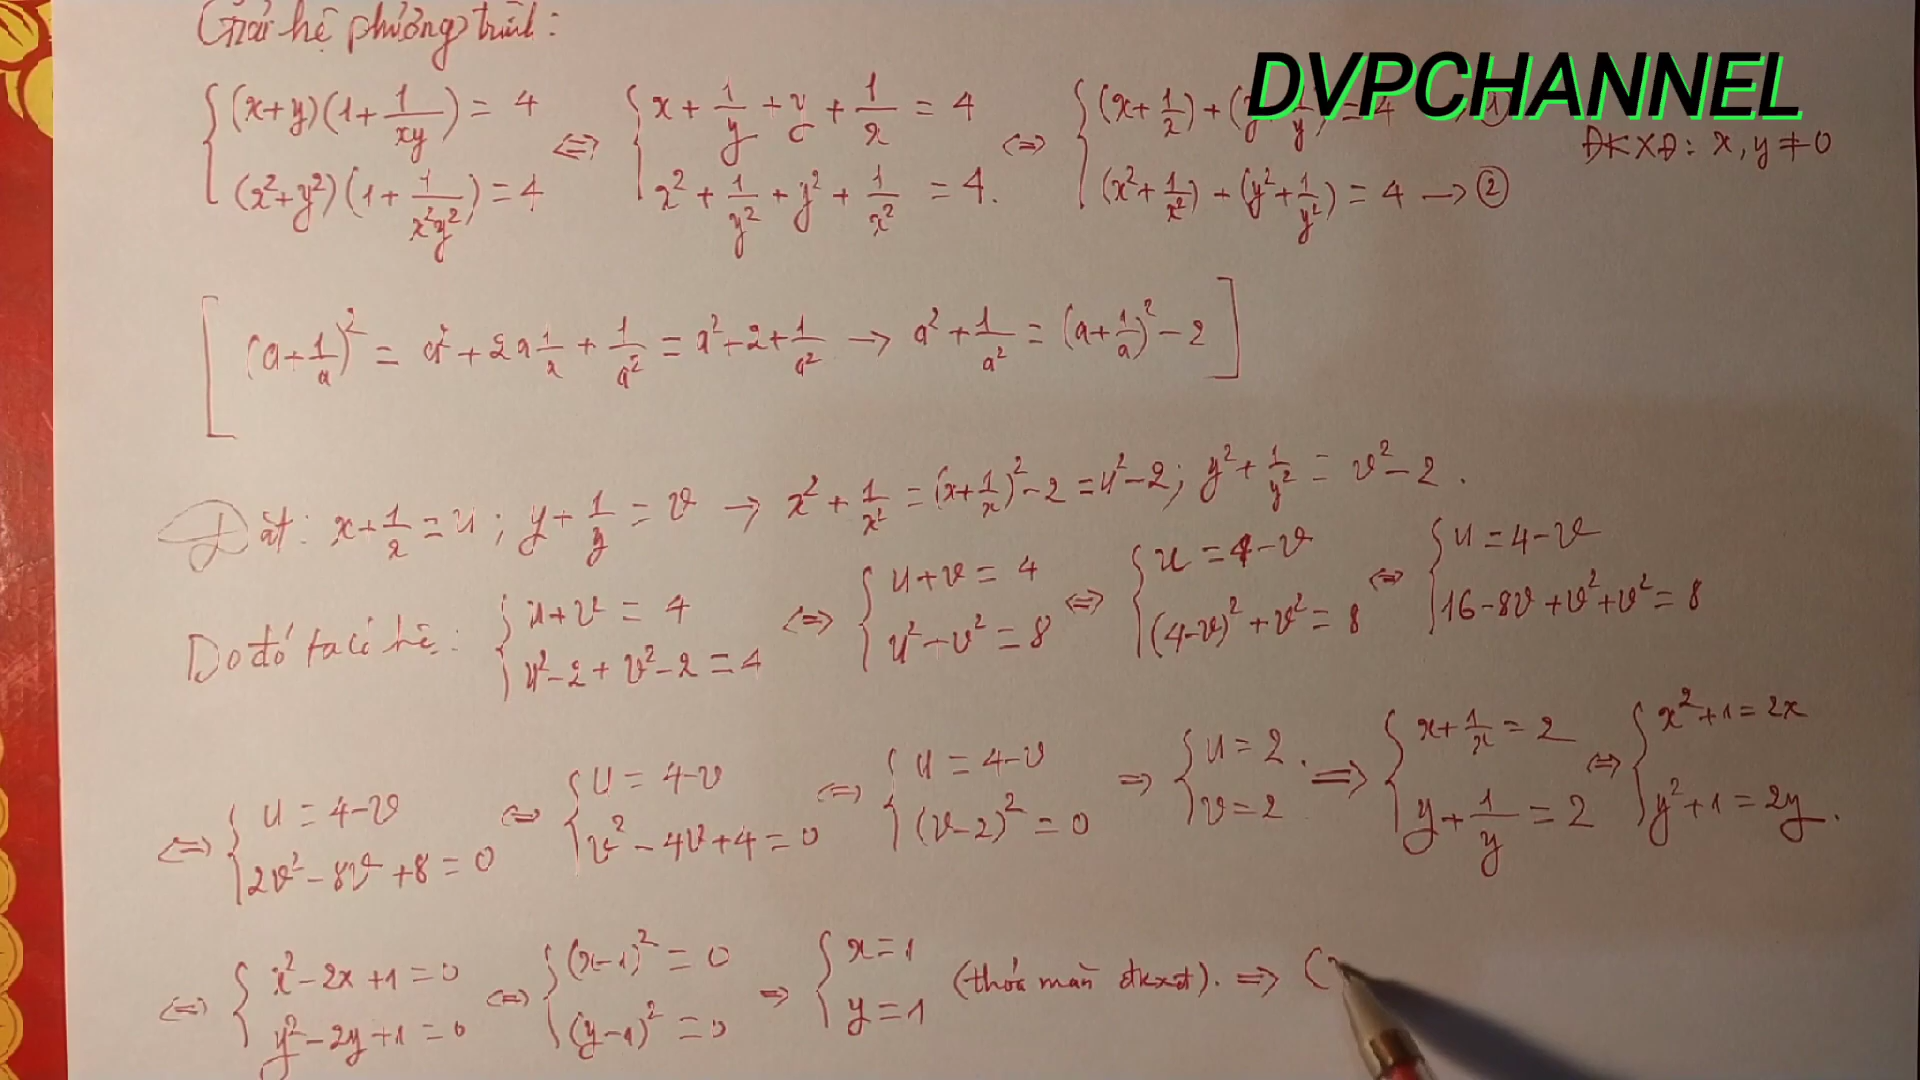 Giải hệ phương trình:
DVPCHANNEL
{ (x+y)(1+1/xy) = 4 ⇔ { x + 1/y + y + 1/x = 4 ⇔ { (x+1/x) + (y+1/y) = 4 → ①
ĐKXĐ: x, y ≠ 0
(x²+y²)(1+1/x²y²) = 4 x² + 1/y² + y² + 1/x² = 4. (x²+1/x²) + (y²+1/y²) = 4 → ②
[ (a+1/a)² = a² + 2a 1/a + 1/a² = a²+2+1/a² → a² + 1/a² = (a+1/a)² - 2 ]
Đặt: x+1/x = u ; y+1/y = v → x² + 1/x² = (x+1/x)² - 2 = u² - 2; y² + 1/y² = v² - 2.
Do đó ta có hệ: { u+v = 4 ⇔ { u+v = 4 ⇔ { u = 4-v ⇔ { u = 4-v
u²-2 + v²-2 = 4 u²+v² = 8 (4-v)² + v² = 8 16-8v+v²+v² = 8
⇔ { u = 4-v ⇔ { u = 4-v ⇔ { u = 4-v ⇒ { u = 2. ⇒ { x+1/x = 2 ⇔ { x²+1 = 2x
2v²-8v+8 = 0 v²-4v+4 = 0 (v-2)² = 0 v = 2 y+1/y = 2 y²+1 = 2y.
⇔ { x²-2x+1 = 0 ⇔ { (x-1)² = 0 ⇒ { x = 1 (thỏa mãn đkxđ). ⇒ (
y²-2y+1 = 0 (y-1)² = 0 y = 1